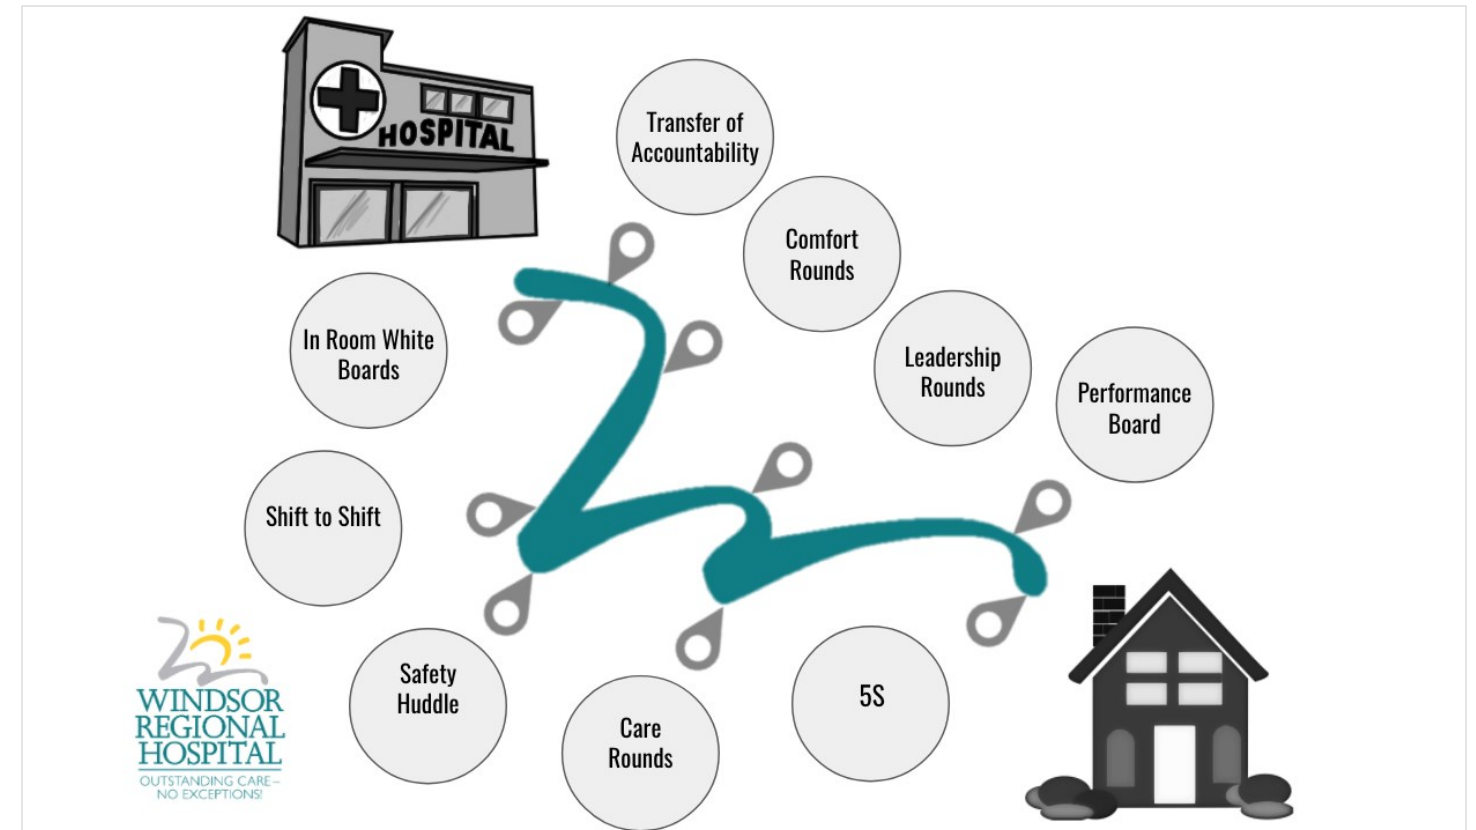 HOSPITAL
Transfer of
Accountability
Comfort
Rounds
In Room White
Boards
Leadership
Rounds
Performance
Board
Shift to Shift
Safety
Huddle
Care
Rounds
5S
WINDSOR
REGIONAL
HOSPITAL
OUTSTANDING CARE –
NO EXCEPTIONS!